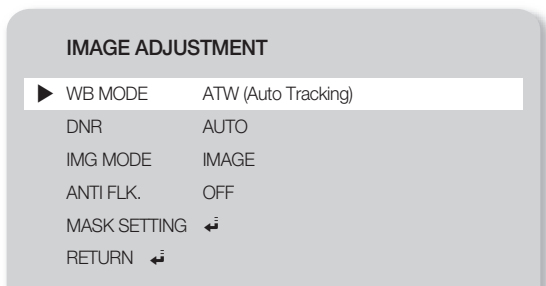 IMAGE ADJUSTMENT
WB MODE ATW (Auto Tracking)
DNR AUTO
IMG MODE IMAGE
ANTI FLK. OFF
MASK SETTING
RETURN